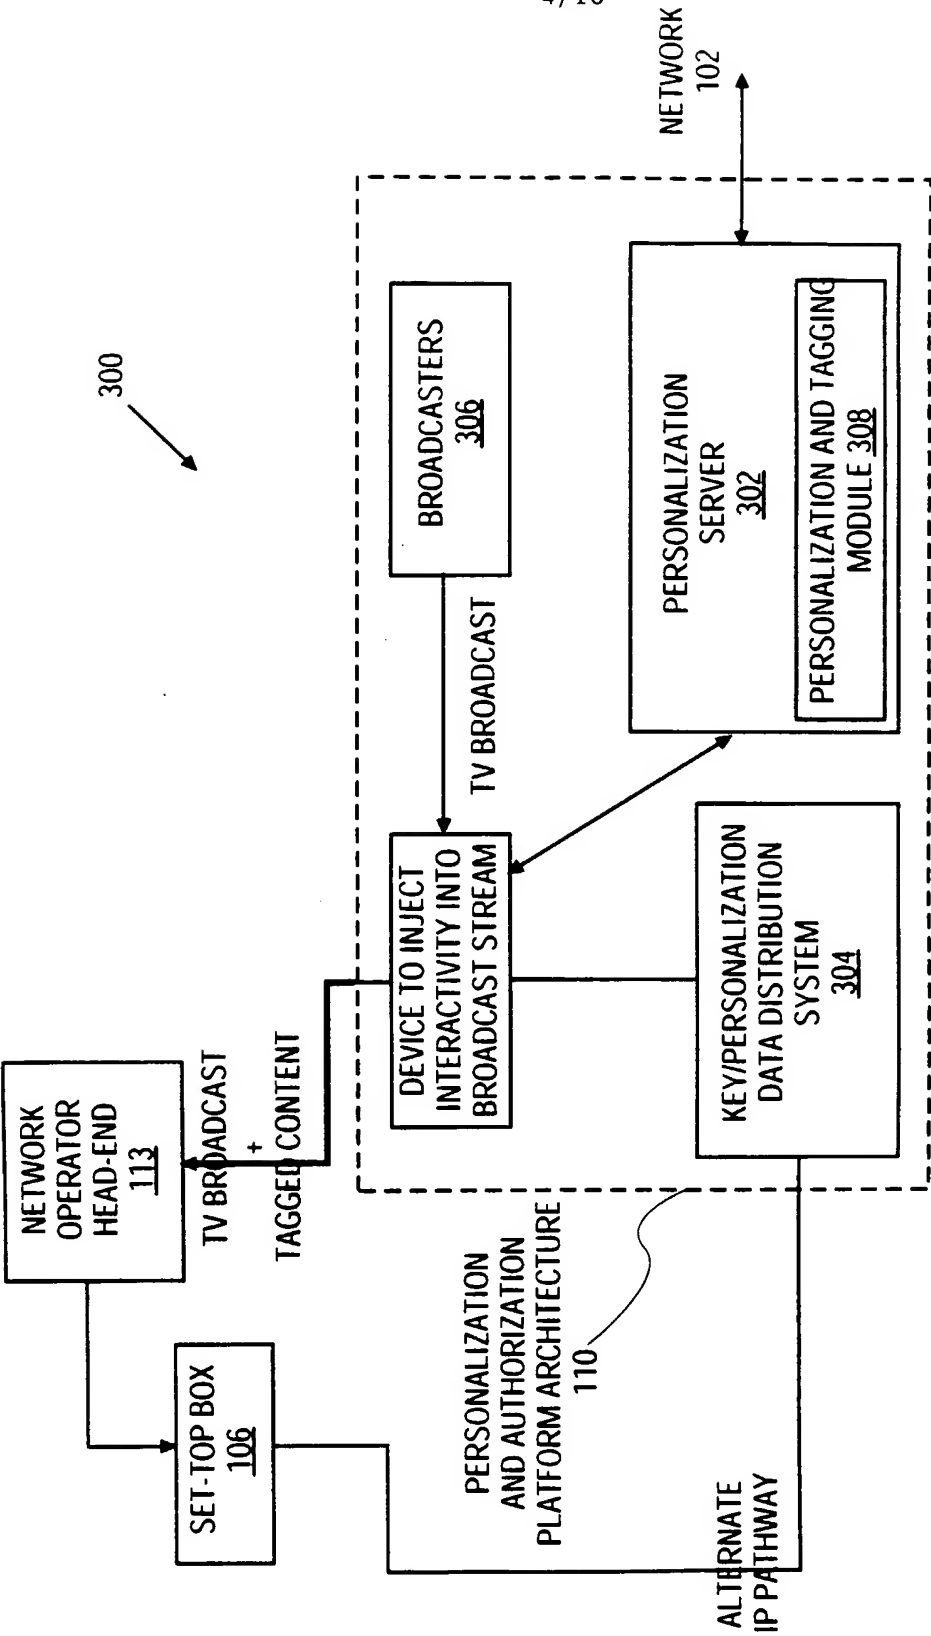 4/16
300
NETWORK
OPERATOR
HEAD-END
113
SET-TOP BOX
106
TV BROADCAST
+
TAGGED CONTENT
BROADCASTERS
306
TV BROADCAST
DEVICE TO INJECT
INTERACTIVITY INTO
BROADCAST STREAM
NETWORK
102
PERSONALIZATION
SERVER
302
PERSONALIZATION AND TAGGING
MODULE 308
KEY/PERSONALIZATION
DATA DISTRIBUTION
SYSTEM
304
PERSONALIZATION
AND AUTHORIZATION
PLATFORM ARCHITECTURE
110
ALTERNATE
IP PATHWAY